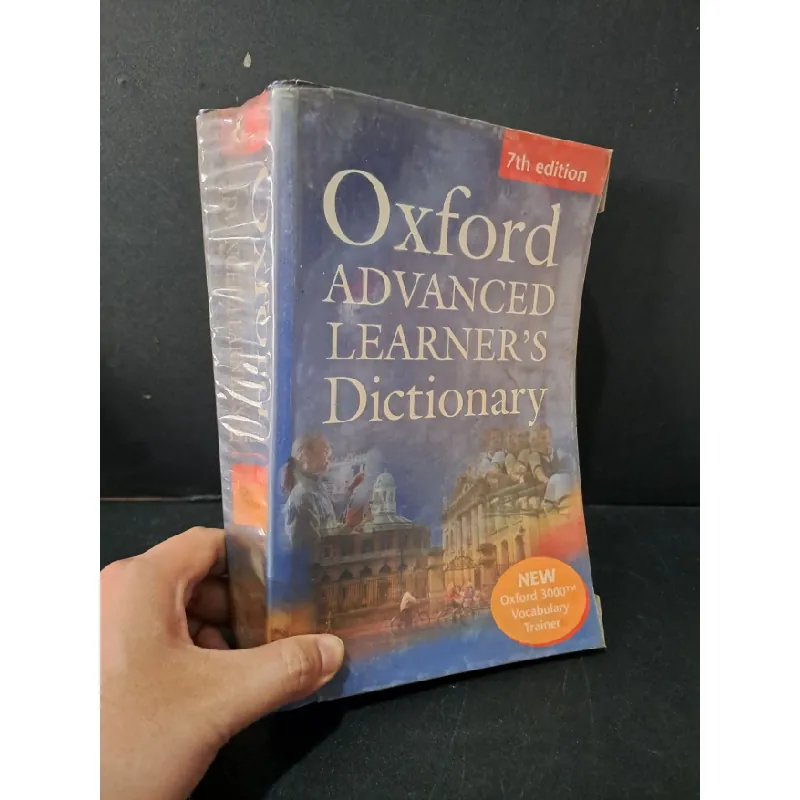 7th edition
Oxford
ADVANCED
LEARNER'S
Dictionary
NEW
Oxford 3000™
Vocabulary
Trainer